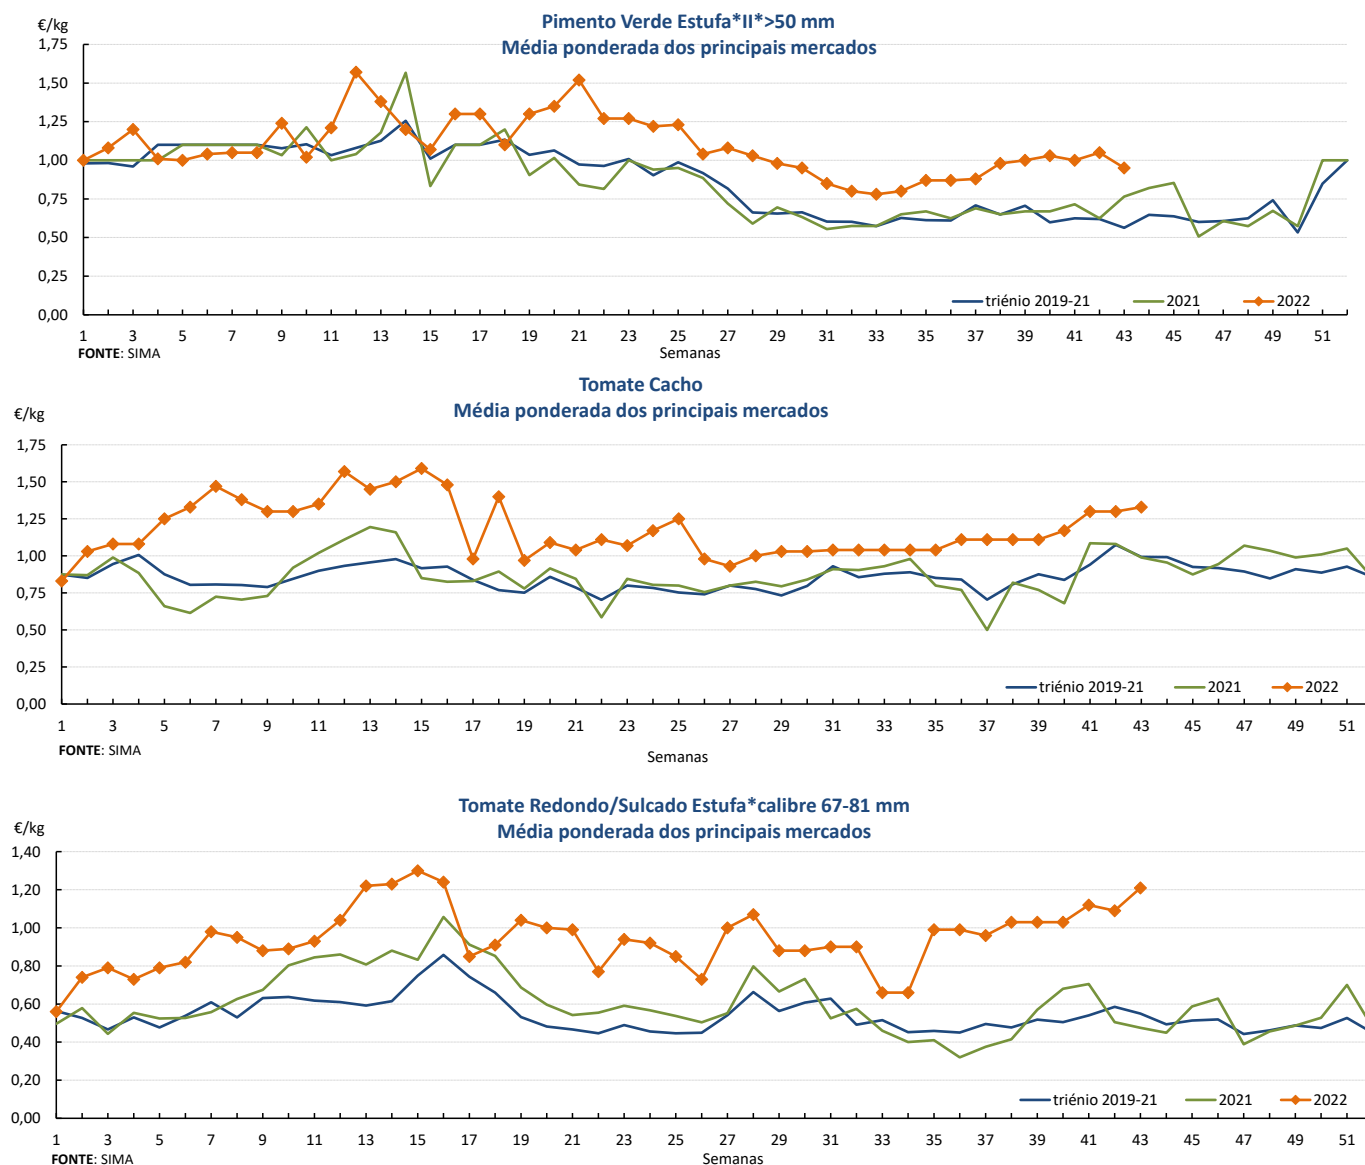 €/kg
Pimento Verde Estufa*II*>50 mm
Média ponderada dos principais mercados
1,75
1,50
1,25
1,00
0,75
0,50
0,25
0,00
triénio 2019-21 2021 2022
1 3 5 7 9 11 13 15 17 19 21 23 25 27 29 31 33 35 37 39 41 43 45 47 49 51
FONTE: SIMA
Semanas
Tomate Cacho
Média ponderada dos principais mercados
€/kg
1,75
1,50
1,25
1,00
0,75
0,50
0,25
0,00
triénio 2019-21 2021 2022
1 3 5 7 9 11 13 15 17 19 21 23 25 27 29 31 33 35 37 39 41 43 45 47 49 51
FONTE: SIMA
Semanas
Tomate Redondo/Sulcado Estufa*calibre 67-81 mm
Média ponderada dos principais mercados
€/kg
1,40
1,20
1,00
0,80
0,60
0,40
0,20
0,00
triénio 2019-21 2021 2022
1 3 5 7 9 11 13 15 17 19 21 23 25 27 29 31 33 35 37 39 41 43 45 47 49 51
FONTE: SIMA
Semanas